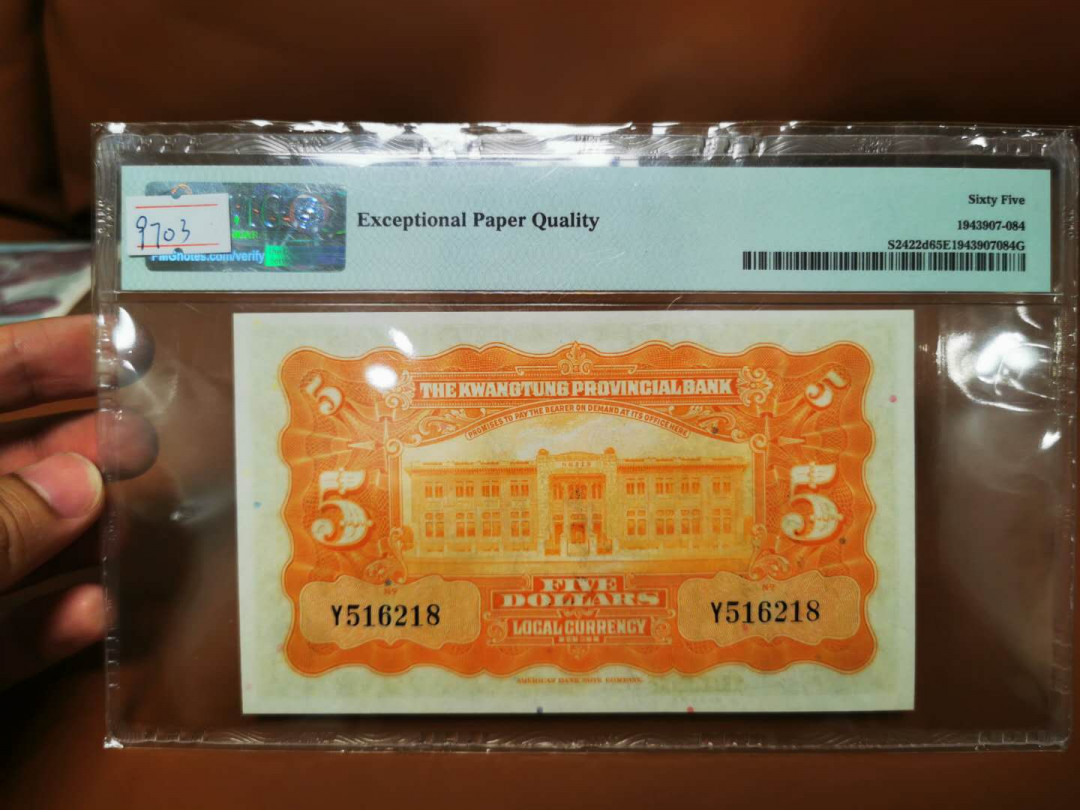 9703
PMGnotes.com/verify
Exceptional Paper Quality
Sixty Five
1943907-084
S2422d65E1943907084G
5 5
THE KWANGTUNG PROVINCIAL BANK
PROMISES TO PAY THE BEARER ON DEMAND AT ITS OFFICE HERE
5 5
Nº Nº
FIVE
DOLLARS
Y516218 Y516218
LOCAL CURRENCY
AMERICAN BANK NOTE COMPANY.